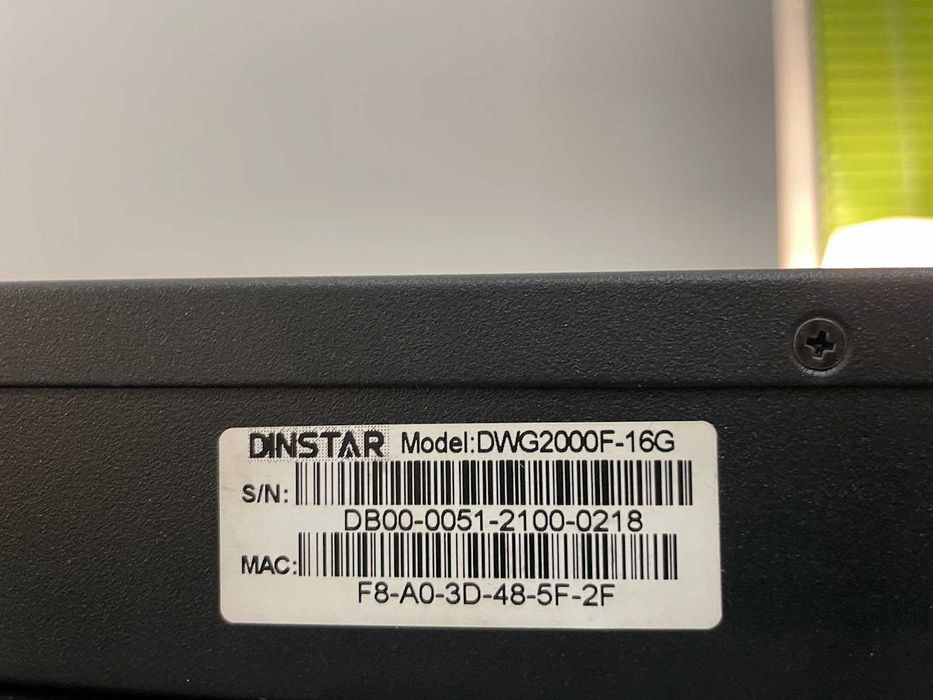 DINSTAR Model:DWG2000F-16G
S/N:
DB00-0051-2100-0218
MAC:
F8-A0-3D-48-5F-2F